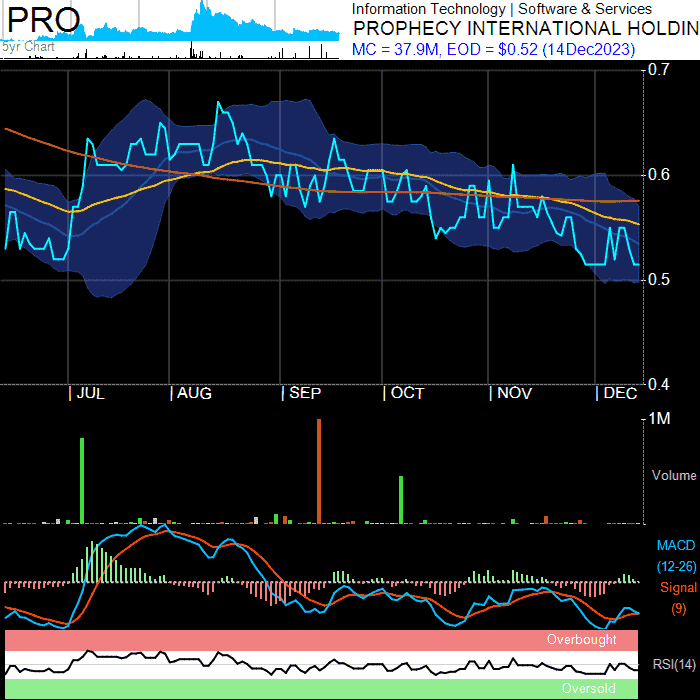 PRO
5yr Chart
Information Technology | Software & Services
PROPHECY INTERNATIONAL HOLDIN
MC = 37.9M, EOD = $0.52 (14Dec2023)
0.7
0.6
0.5
0.4
JUL AUG SEP OCT NOV DEC
1M
Volume
MACD
(12-26)
Signal
(9)
Overbought
RSI(14)
Oversold